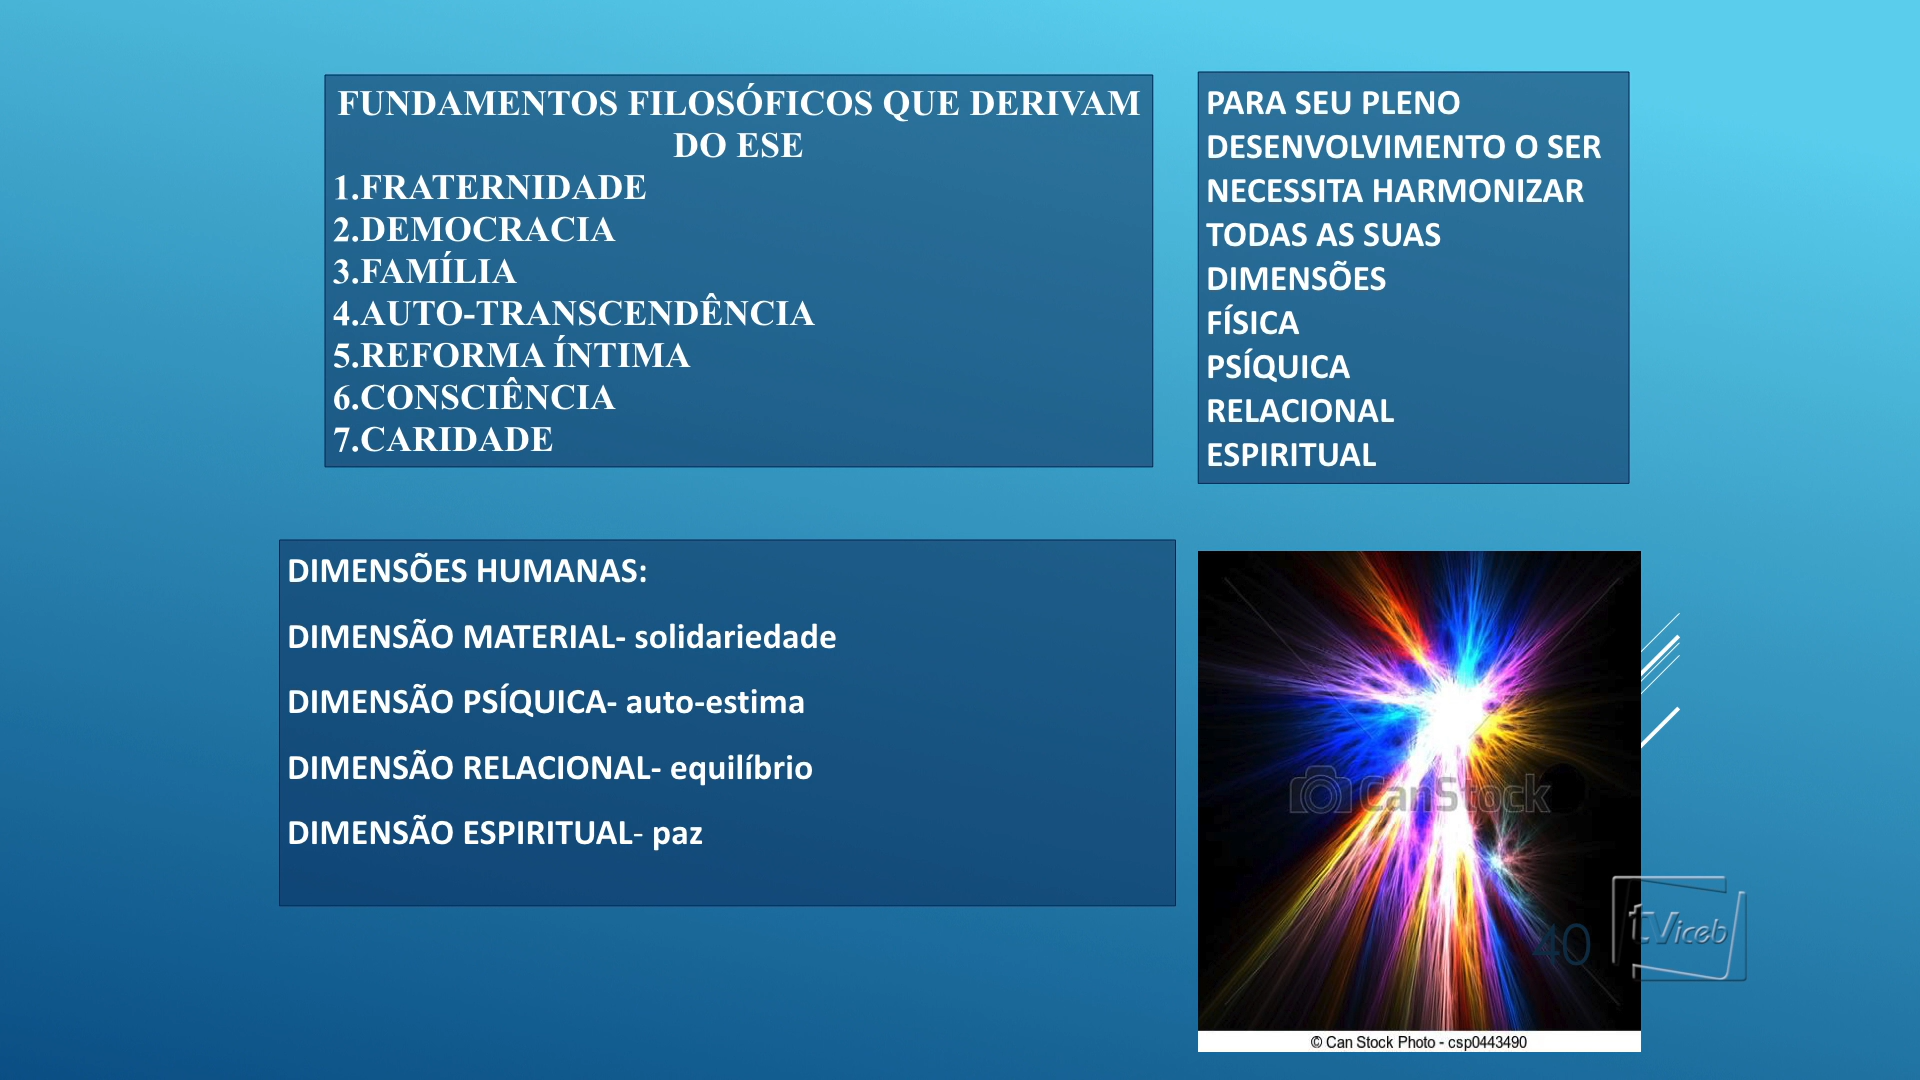 FUNDAMENTOS FILOSÓFICOS QUE DERIVAM
DO ESE
1.FRATERNIDADE
2.DEMOCRACIA
3.FAMÍLIA
4.AUTO-TRANSCENDÊNCIA
5.REFORMA ÍNTIMA
6.CONSCIÊNCIA
7.CARIDADE
PARA SEU PLENO
DESENVOLVIMENTO O SER
NECESSITA HARMONIZAR
TODAS AS SUAS
DIMENSÕES
FÍSICA
PSÍQUICA
RELACIONAL
ESPIRITUAL
DIMENSÕES HUMANAS:
DIMENSÃO MATERIAL- solidariedade
DIMENSÃO PSÍQUICA- auto-estima
DIMENSÃO RELACIONAL- equilíbrio
DIMENSÃO ESPIRITUAL- paz
CanStock
40
tViceb
© Can Stock Photo - csp0443490